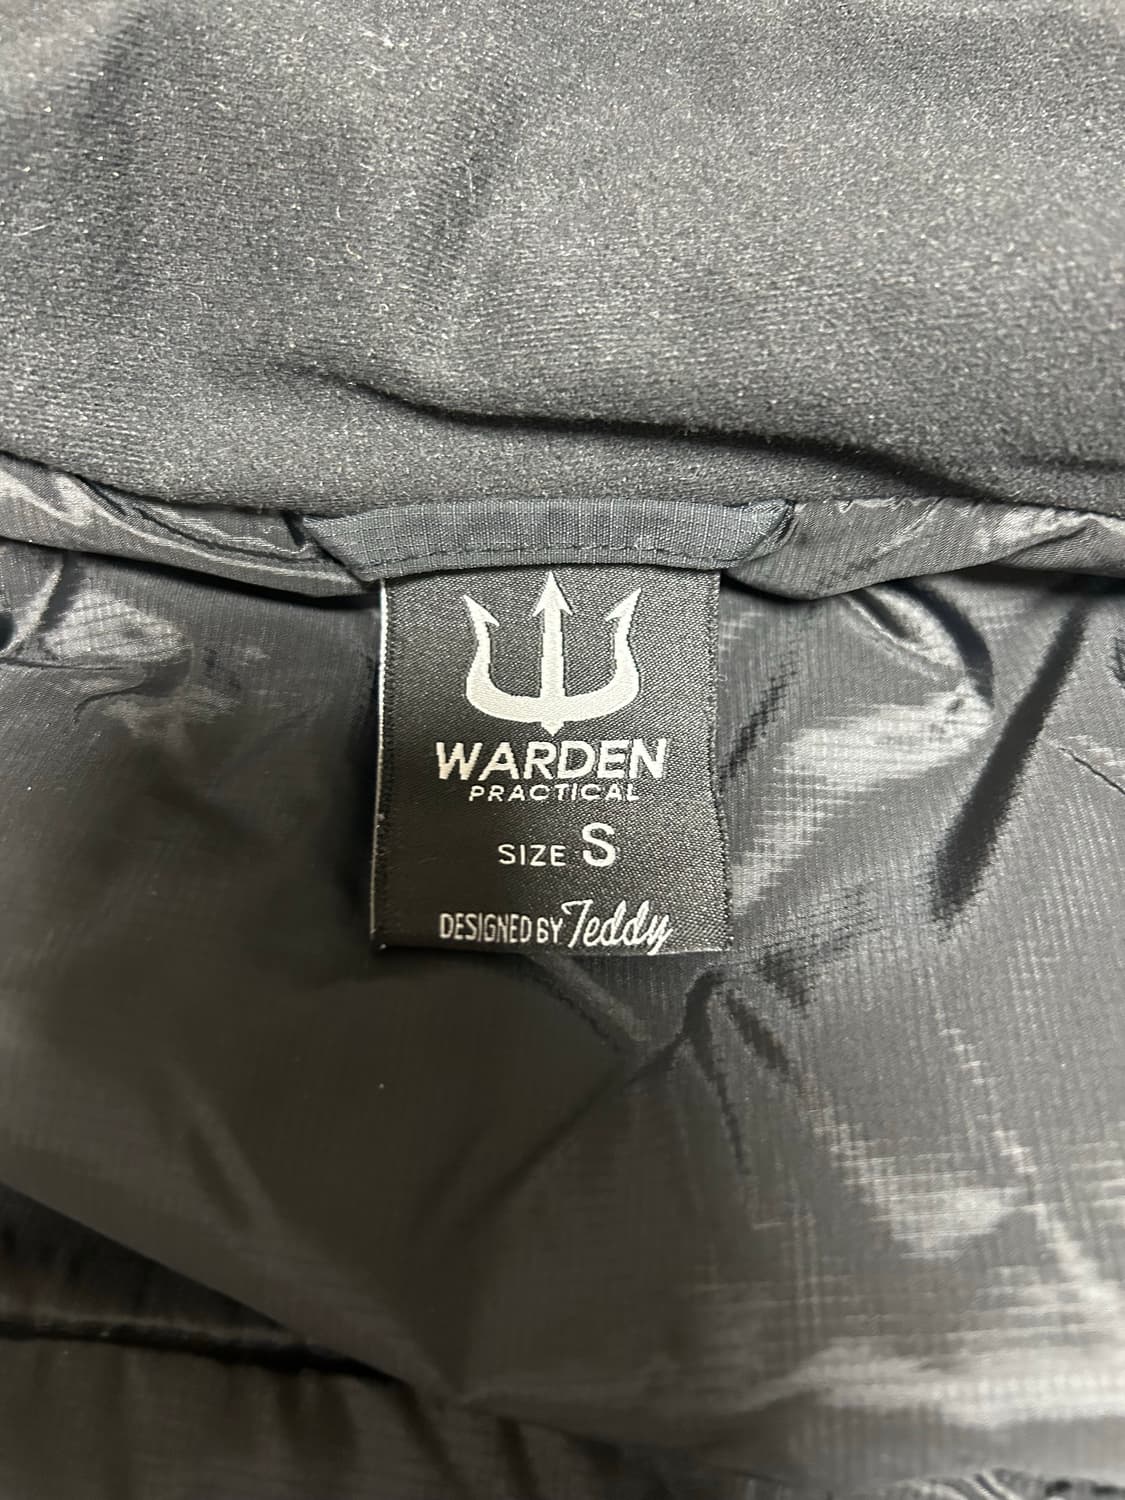 WARDEN
PRACTICAL
SIZE S
DESIGNED BY Teddy